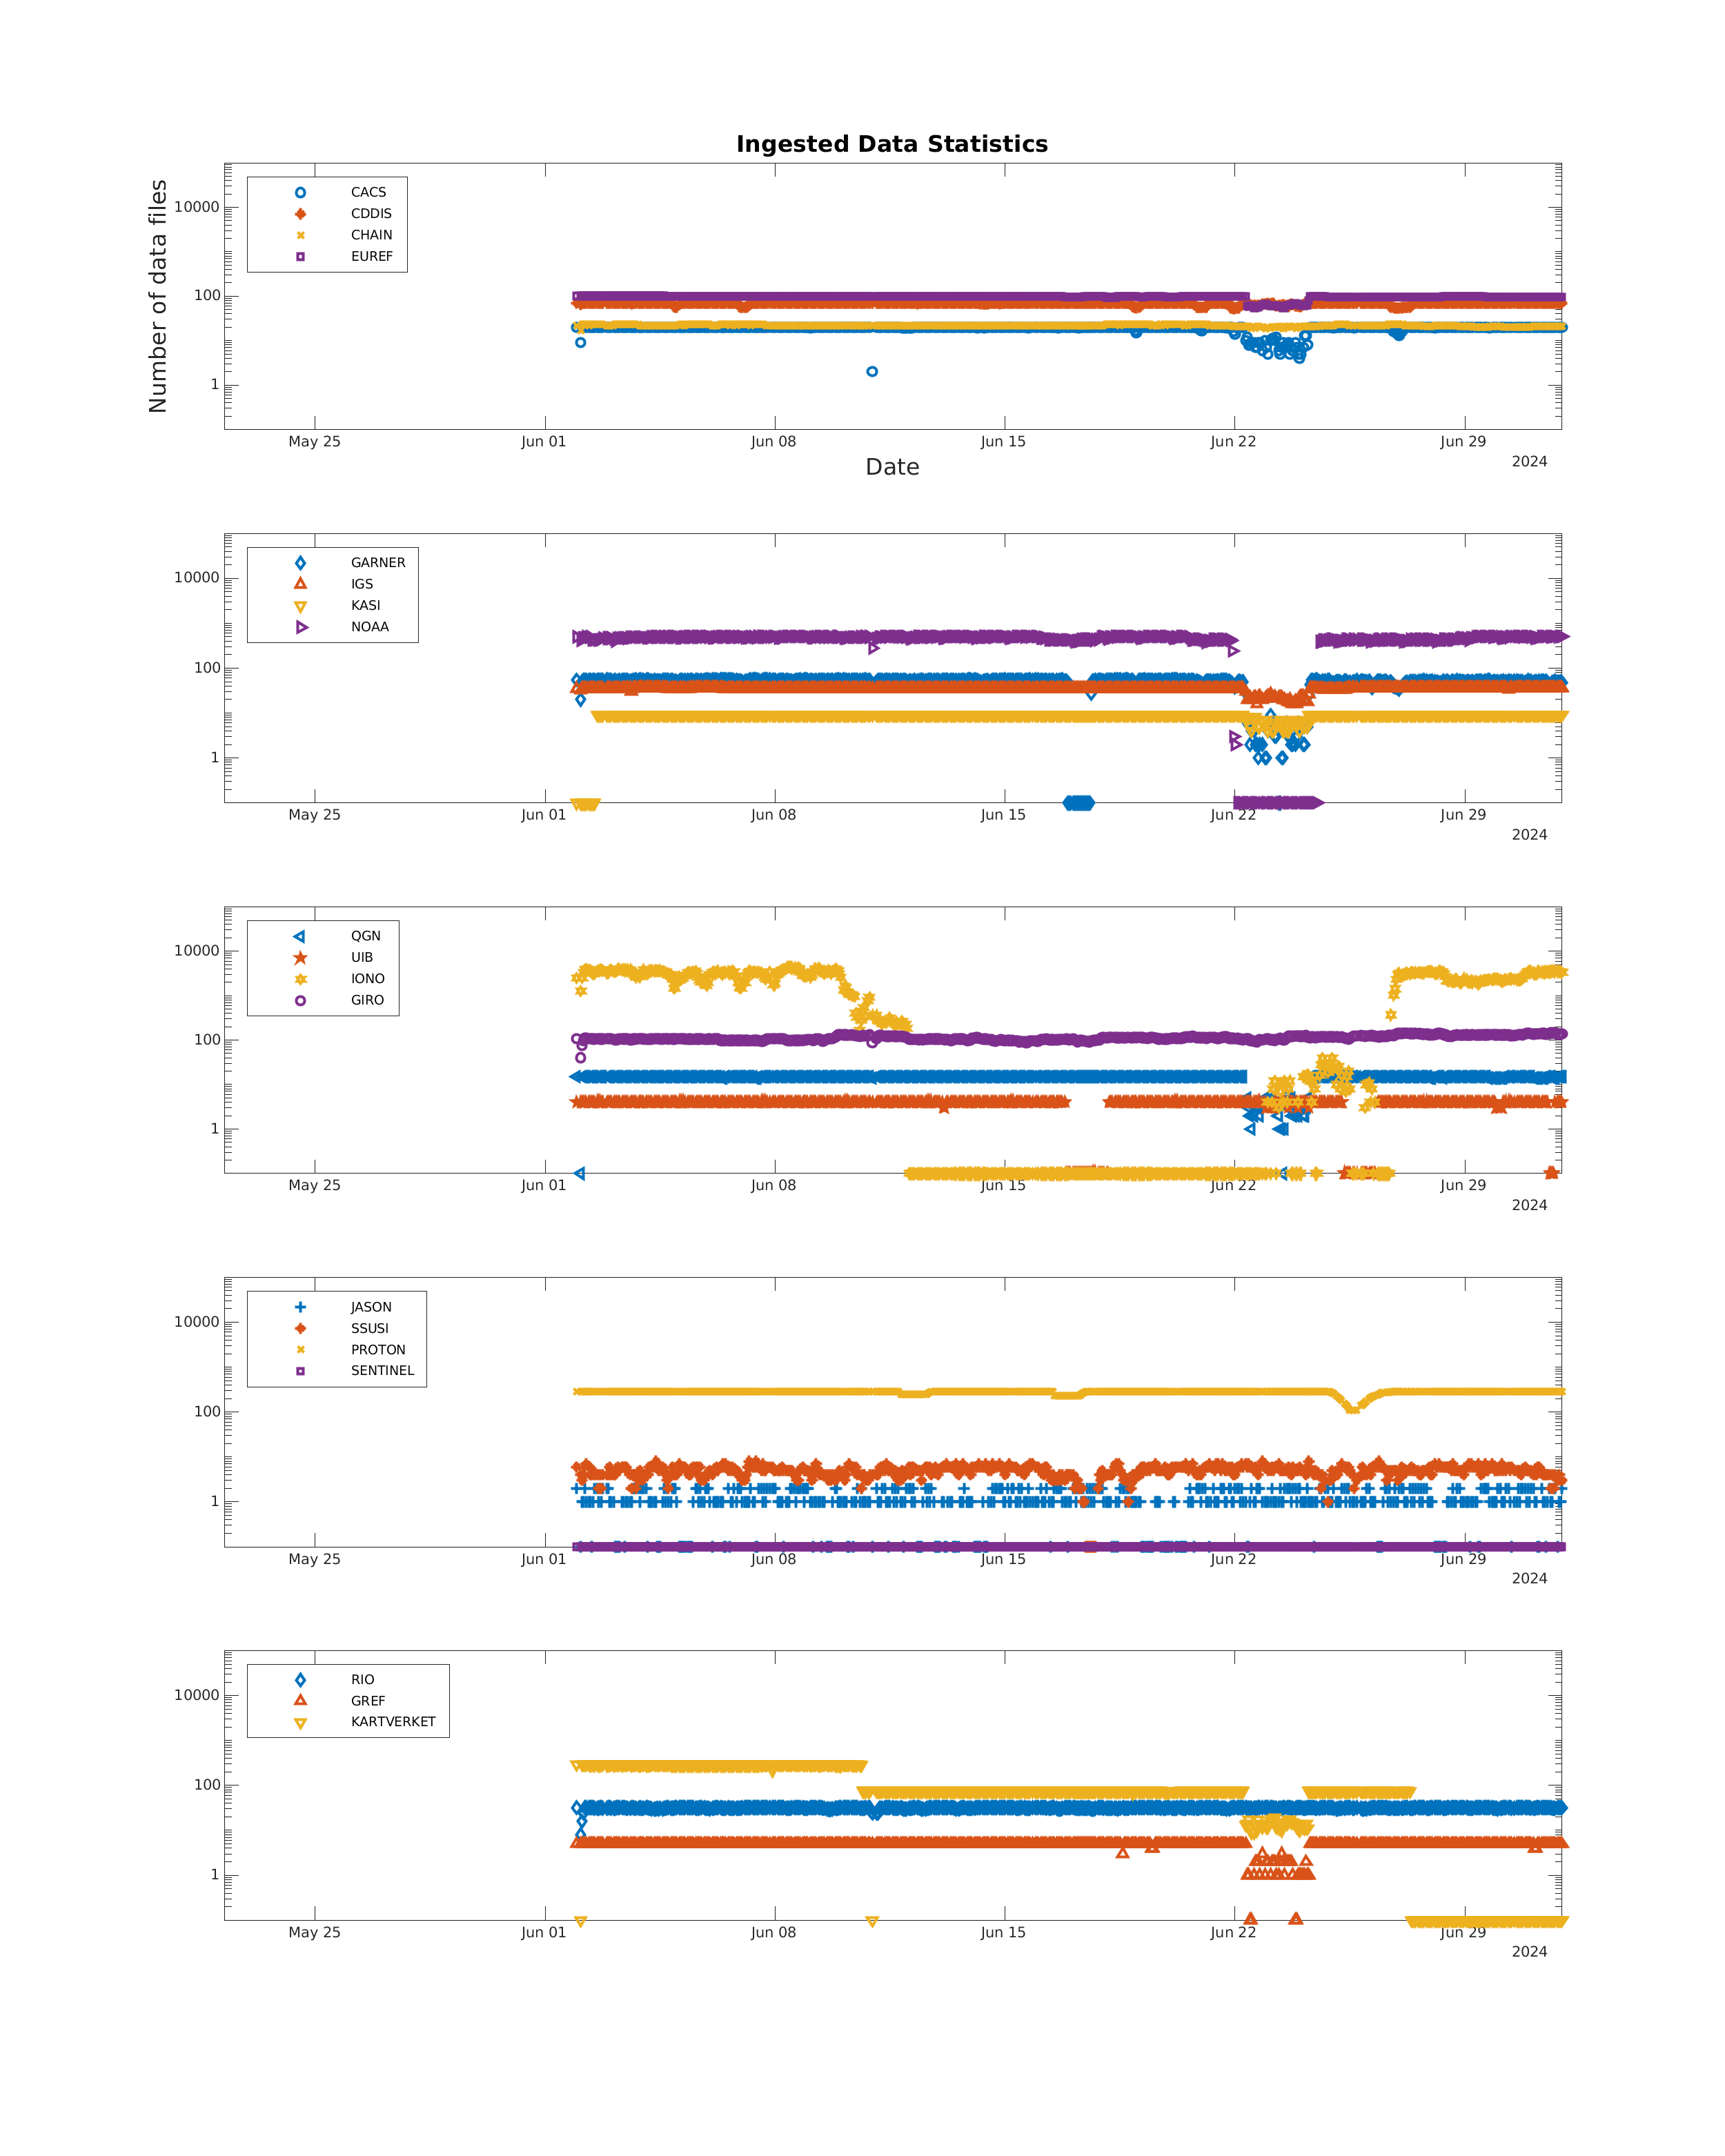 Ingested Data Statistics
Number of data files
10000
100
1
CACS
CDDIS
CHAIN
EUREF
May 25 Jun 01 Jun 08 Jun 15 Jun 22 Jun 29
2024
Date
10000
100
1
GARNER
IGS
KASI
NOAA
May 25 Jun 01 Jun 08 Jun 15 Jun 22 Jun 29
2024
10000
100
1
QGN
UIB
IONO
GIRO
May 25 Jun 01 Jun 08 Jun 15 Jun 22 Jun 29
2024
10000
100
1
JASON
SSUSI
PROTON
SENTINEL
May 25 Jun 01 Jun 08 Jun 15 Jun 22 Jun 29
2024
10000
100
1
RIO
GREF
KARTVERKET
May 25 Jun 01 Jun 08 Jun 15 Jun 22 Jun 29
2024